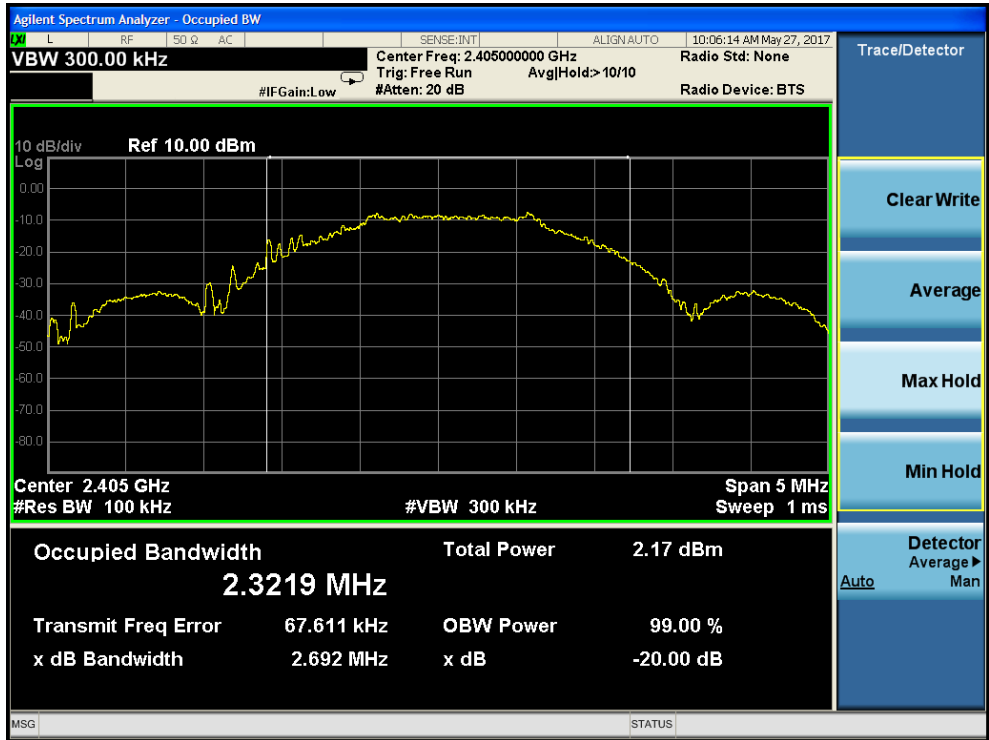 Agilent Spectrum Analyzer - Occupied BW
LXI L RF 50 Ω AC SENSE:INT ALIGN AUTO 10:06:14 AM May 27, 2017
VBW 300.00 kHz
Center Freq: 2.405000000 GHz
Radio Std: None
Trig: Free Run Avg|Hold:> 10/10
#IFGain:Low
#Atten: 20 dB
Radio Device: BTS
Trace/Detector
10 dB/div Ref 10.00 dBm
Log
0.00
-10.0
-20.0
-30.0
-40.0
-50.0
-60.0
-70.0
-80.0
Center 2.405 GHz Span 5 MHz
#Res BW 100 kHz #VBW 300 kHz Sweep 1 ms
Clear Write
Average
Max Hold
Min Hold
Detector
Average▶
Auto Man
Occupied Bandwidth Total Power 2.17 dBm
2.3219 MHz
Transmit Freq Error 67.611 kHz OBW Power 99.00 %
x dB Bandwidth 2.692 MHz x dB -20.00 dB
MSG STATUS